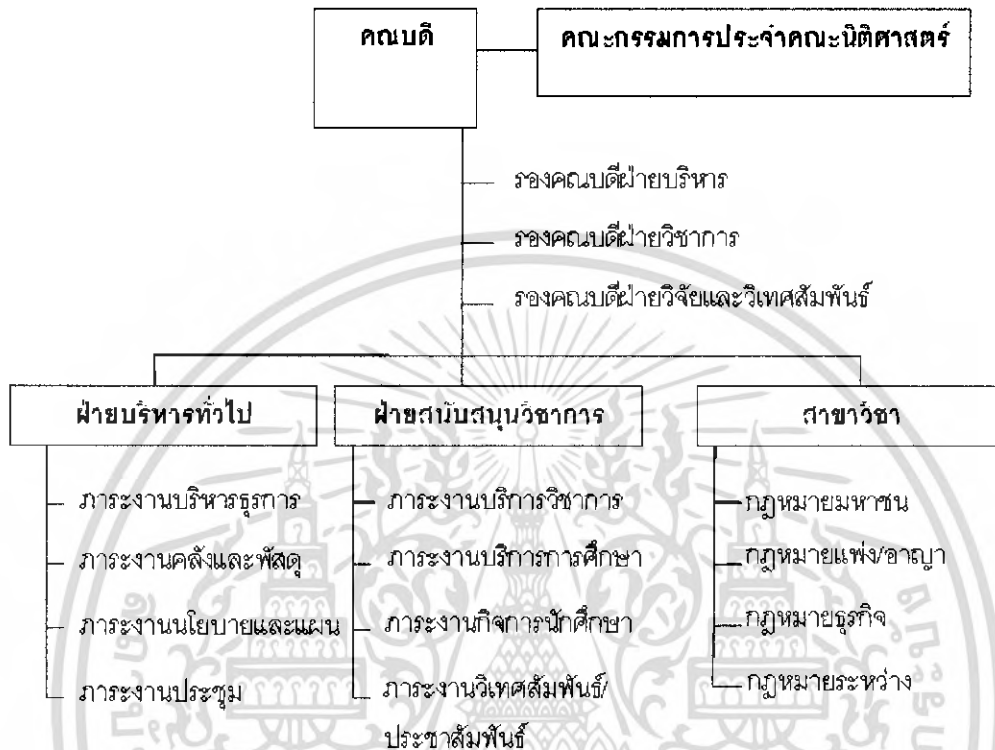 คณบดี
คณะกรรมการประจำคณะนิติศาสตร์
รองคณบดีฝ่ายบริหาร
รองคณบดีฝ่ายวิชาการ
รองคณบดีฝ่ายวิจัยและวิเทศสัมพันธ์
ฝ่ายบริหารทั่วไป
ภาระงานบริหารธุรการ
ภาระงานคลังและพัสดุ
ภาระงานนโยบายและแผน
ภาระงานประชุม
ฝ่ายสนับสนุนวิชาการ
ภาระงานบริการวิชาการ
ภาระงานบริการการศึกษา
ภาระงานกิจการนักศึกษา
ภาระงานวิเทศสัมพันธ์/
ประชาสัมพันธ์
สาขาวิชา
กฎหมายมหาชน
กฎหมายแพ่ง/อาญา
กฎหมายธุรกิจ
กฎหมายระหว่าง